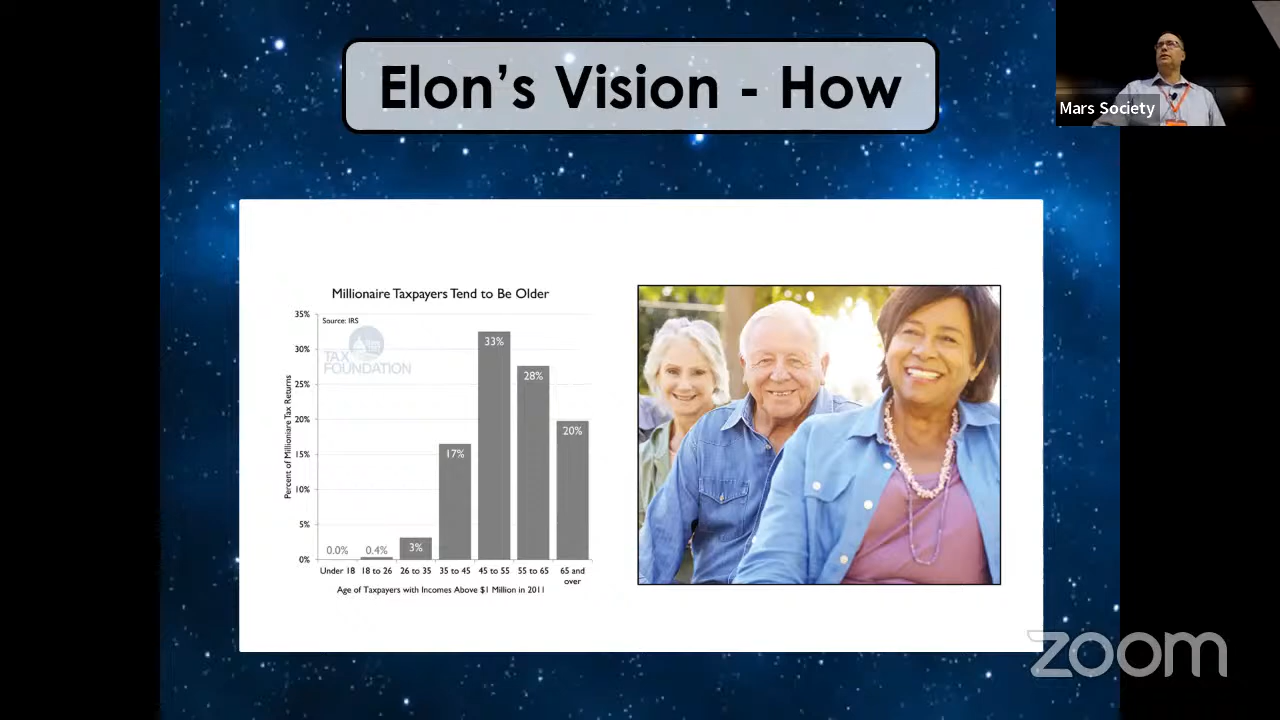 Elon's Vision - How
Mars Society
Millionaire Taxpayers Tend to Be Older
35%
Source: IRS
TAX
FOUNDATION
30%
25%
20%
15%
10%
5%
0%
Percent of Millioniare Tax Returns
0.0%
0.4%
3%
17%
33%
28%
20%
Under 18
18 to 26
26 to 35
35 to 45
45 to 55
55 to 65
65 and
over
Age of Taxpayers with Incomes Above $1 Million in 2011
zoom